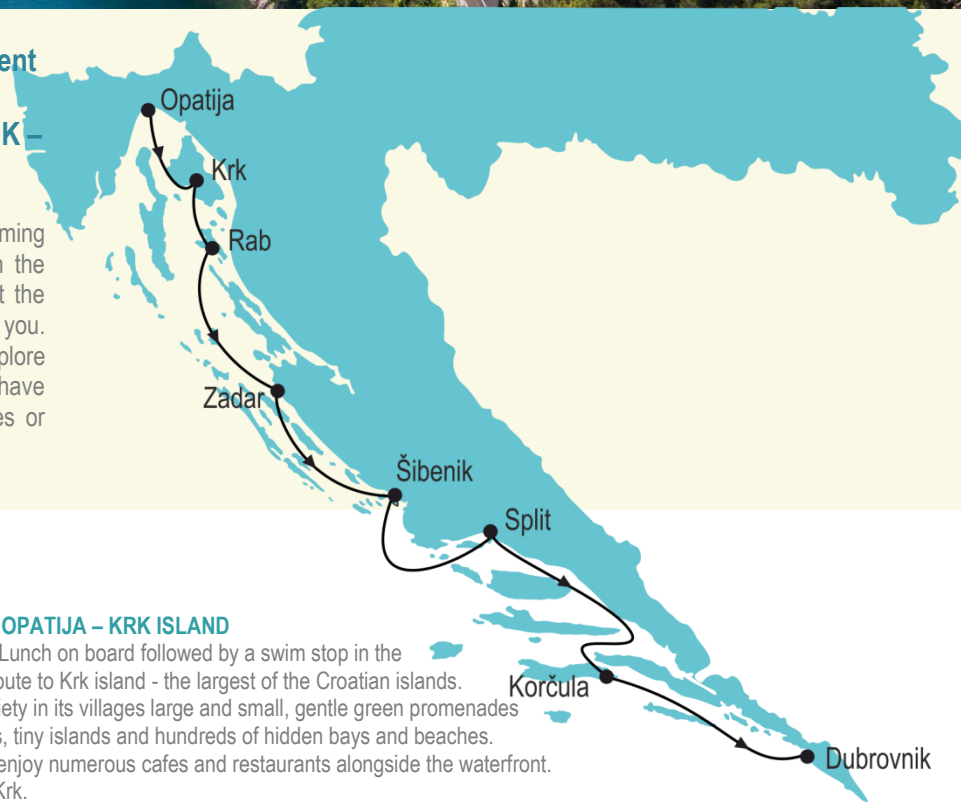 ent
K –
ming
n the
t the
you.
plore
have
es or
Opatija
Krk
Rab
Zadar
Šibenik
Split
Korčula
Dubrovnik
OPATIJA – KRK ISLAND
Lunch on board followed by a swim stop in the
oute to Krk island - the largest of the Croatian islands.
iety in its villages large and small, gentle green promenades
s, tiny islands and hundreds of hidden bays and beaches.
enjoy numerous cafes and restaurants alongside the waterfront.
Krk.